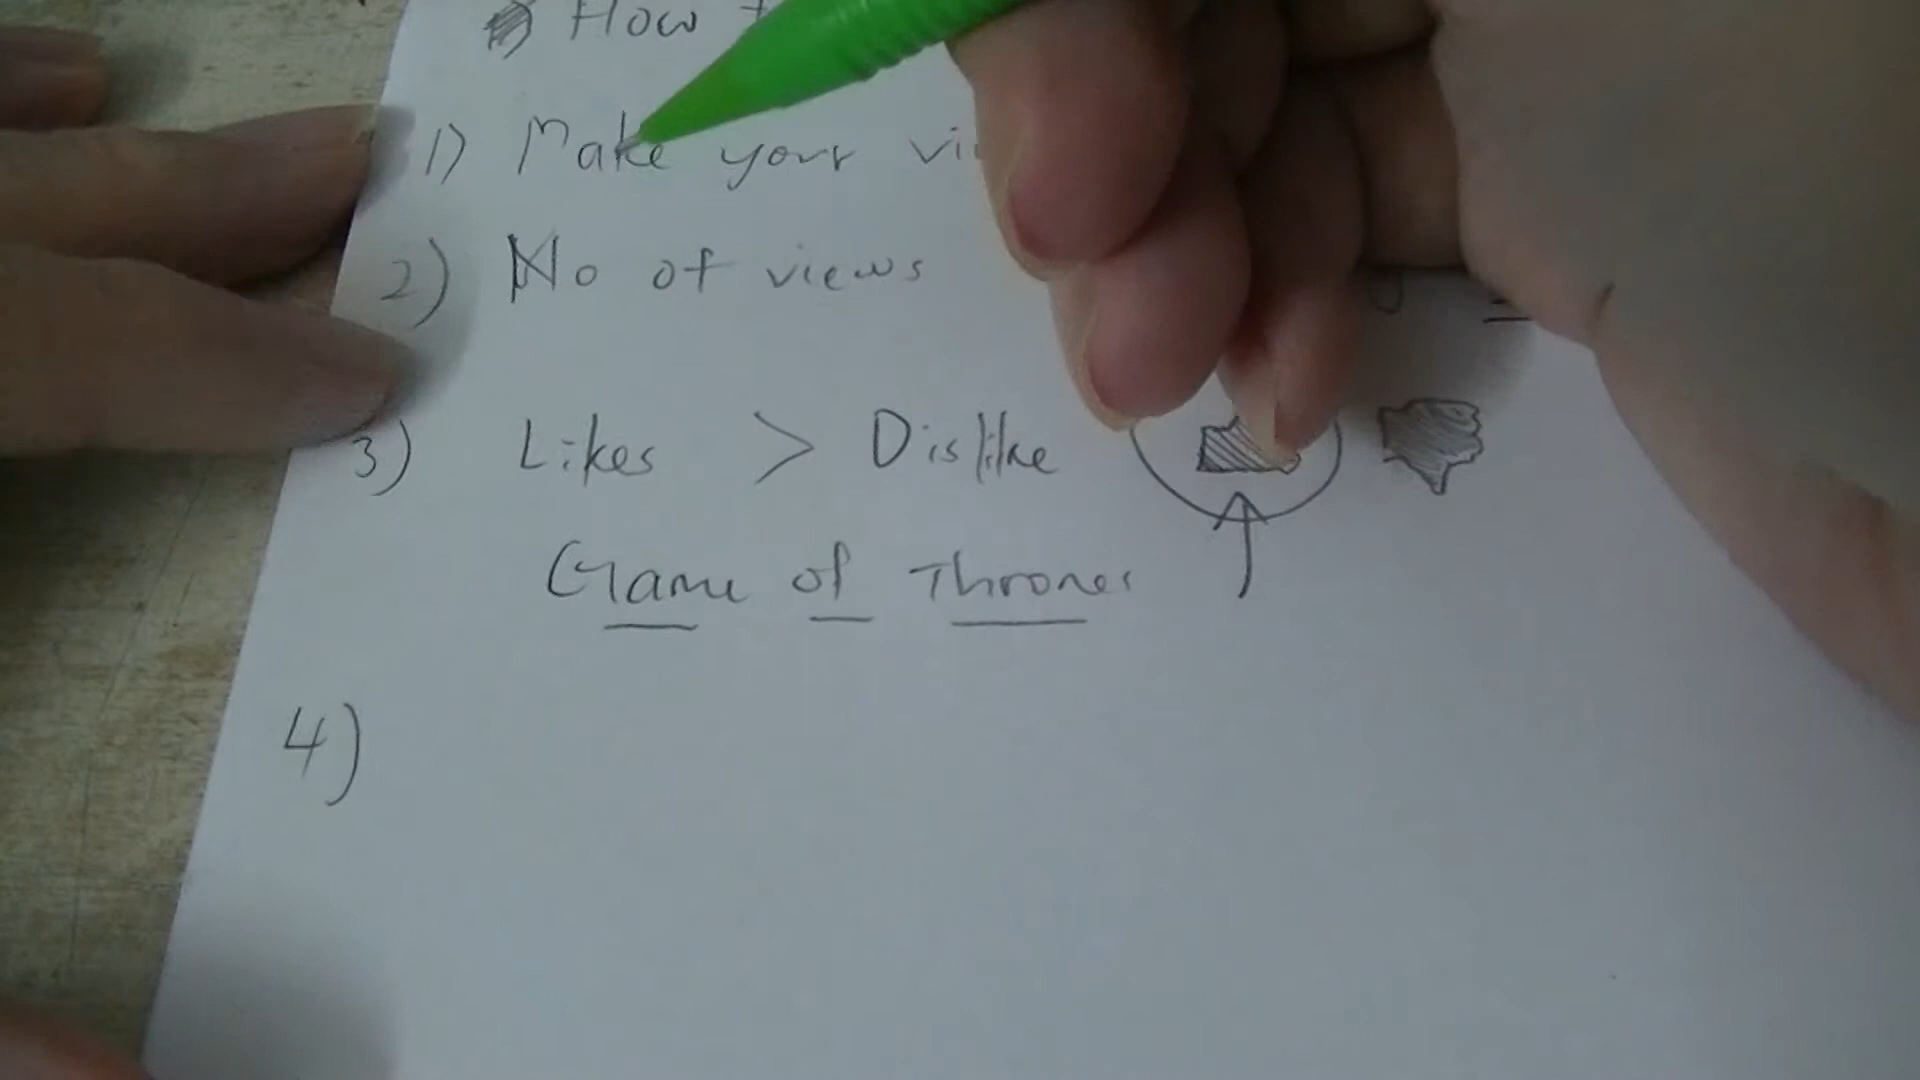 How
1) Make your
2) No of views
3) Likes > Dislike
Game of Thrones
4)